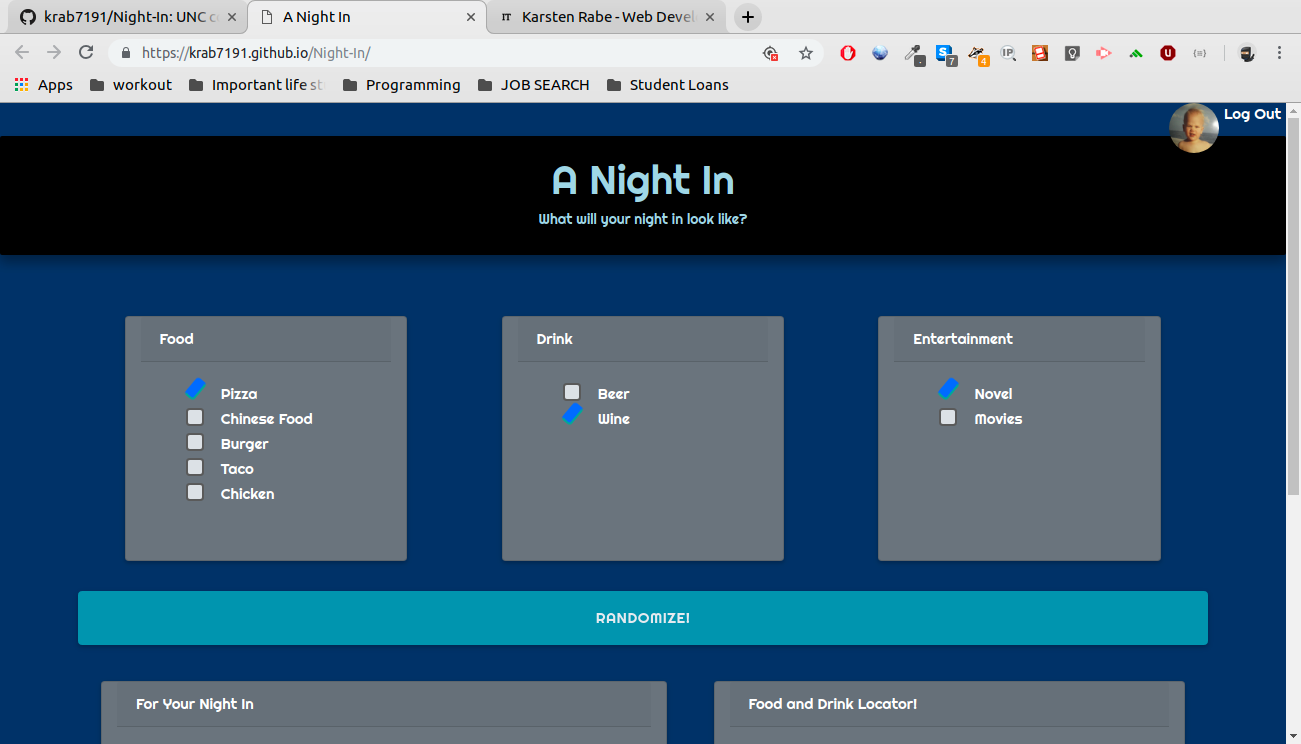 krab7191/Night-In: UNC c
A Night In
Karsten Rabe - Web Devel
https://krab7191.github.io/Night-In/
7
4
IP
Apps
workout
Important life st
Programming
JOB SEARCH
Student Loans
Log Out
A Night In
What will your night in look like?
Food
Pizza
Chinese Food
Burger
Taco
Chicken
Drink
Beer
Wine
Entertainment
Novel
Movies
RANDOMIZE!
For Your Night In
Food and Drink Locator!